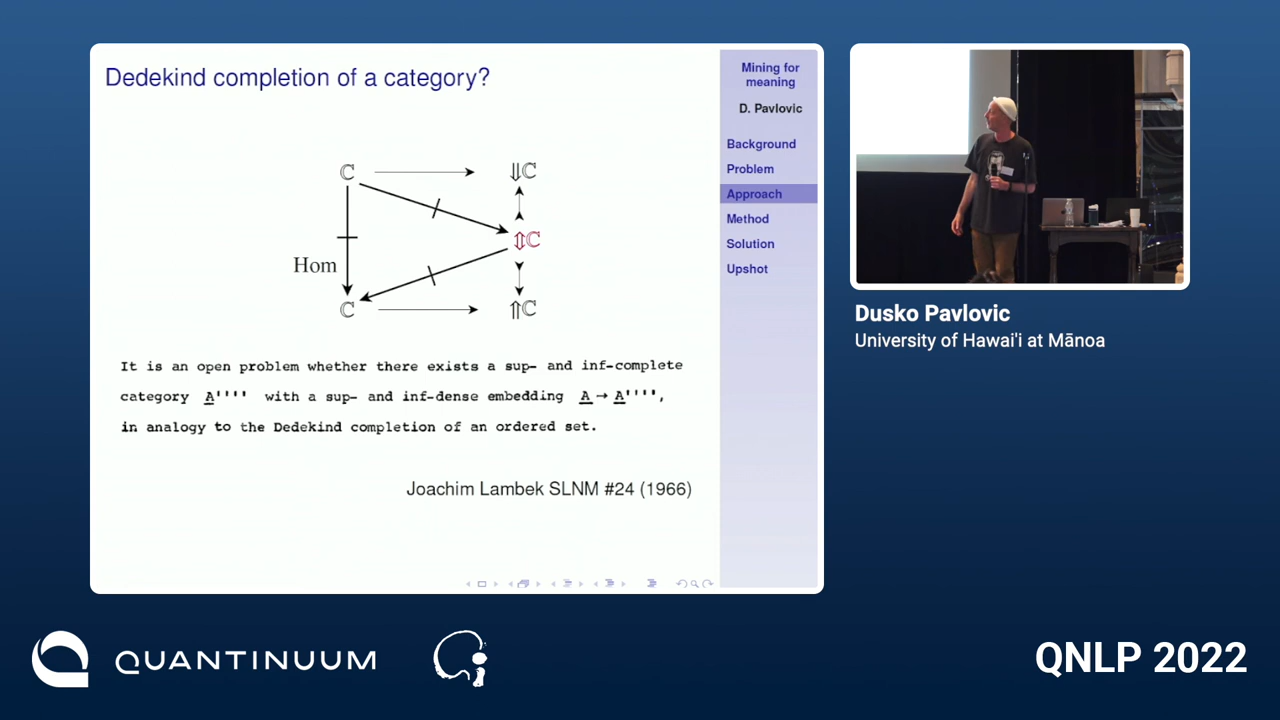 Dedekind completion of a category?
ℂ
⇓ℂ
⇕ℂ
Hom
ℂ
⇑ℂ
It is an open problem whether there exists a sup- and inf-complete
category A'''' with a sup- and inf-dense embedding A → A'''',
in analogy to the Dedekind completion of an ordered set.
Joachim Lambek SLNM #24 (1966)
Mining for
meaning
D. Pavlovic
Background
Problem
Approach
Method
Solution
Upshot
Dusko Pavlovic
University of Hawai'i at Mānoa
QUANTINUUM
QNLP 2022